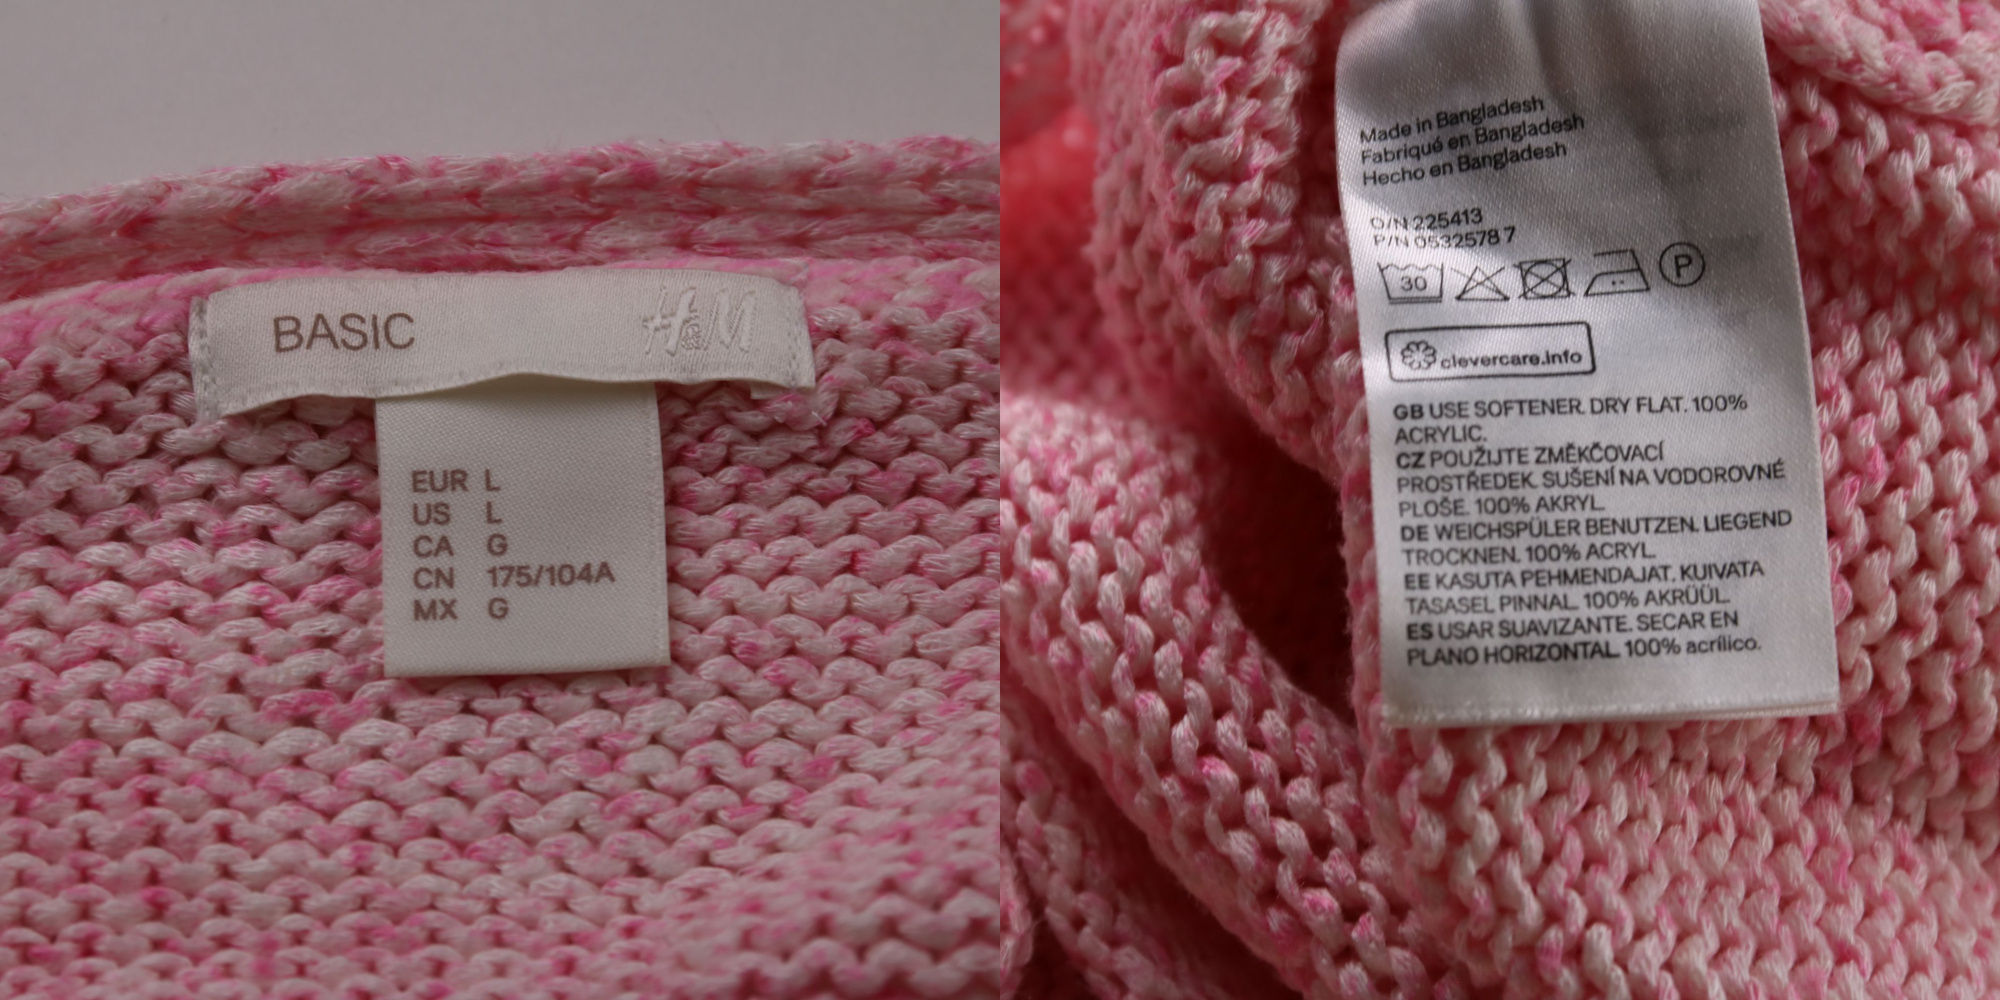 BASIC H&M
EUR L
US L
CA G
CN 175/104A
MX G
Made in Bangladesh
Fabriqué en Bangladesh
Hecho en Bangladesh
O/N 225413
P/N 0532578 7
30 P
clevercare.info
GB USE SOFTENER. DRY FLAT. 100%
ACRYLIC.
CZ POUŽIJTE ZMĚKČOVACÍ
PROSTŘEDEK. SUŠENÍ NA VODOROVNÉ
PLOŠE. 100% AKRYL.
DE WEICHSPÜLER BENUTZEN. LIEGEND
TROCKNEN. 100% ACRYL.
EE KASUTA PEHMENDAJAT. KUIVATA
TASASEL PINNAL. 100% AKRÜÜL.
ES USAR SUAVIZANTE. SECAR EN
PLANO HORIZONTAL. 100% acrílico.